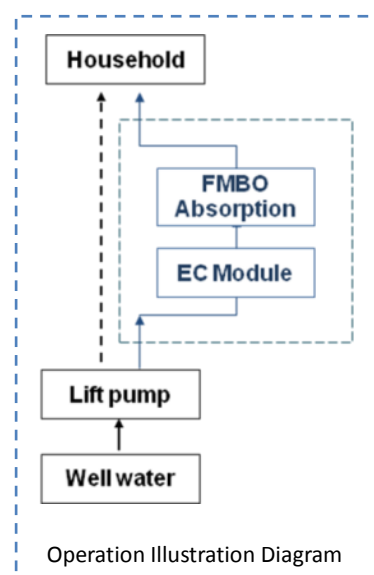 Household
FMBO
Absorption
EC Module
Lift pump
Well water
Operation Illustration Diagram